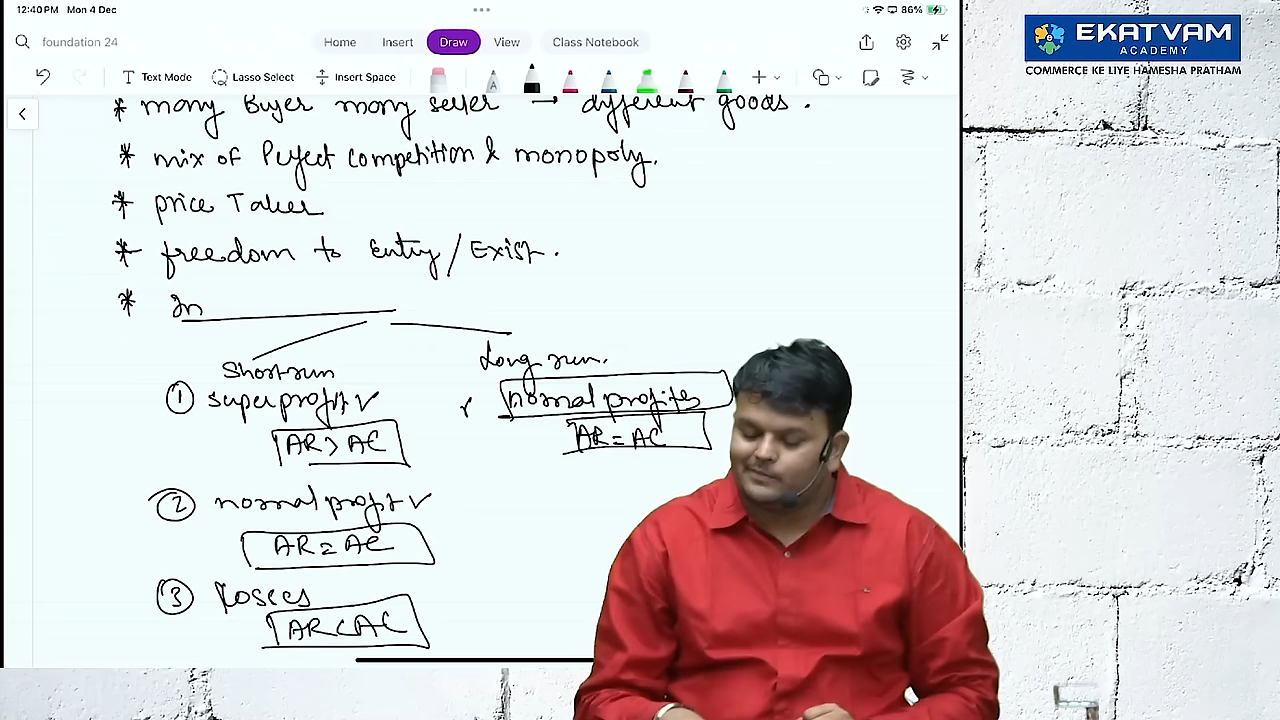 12:40 PM Mon 4 Dec
86%
foundation 24
Home Insert Draw View Class Notebook
Text Mode Lasso Select Insert Space
EKATVAM
ACADEMY
COMMERCE KE LIYE HAMESHA PRATHAM
* many Buyer many seller → different goods.
* mix of Perfect competition & monopoly.
* price Taker
* freedom to Entry / Exist.
* In
Short run
Long run.
① super profit ✓
normal profites
AR > AC
AR = AC
② normal profit ✓
AR = AC
③ losses
AR < AC